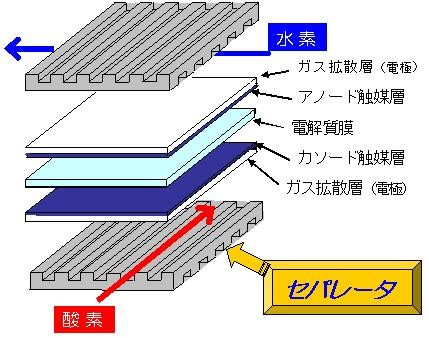 水素
ガス拡散層（電極）
アノード触媒層
電解質膜
カソード触媒層
ガス拡散層（電極）
セパレータ
酸素